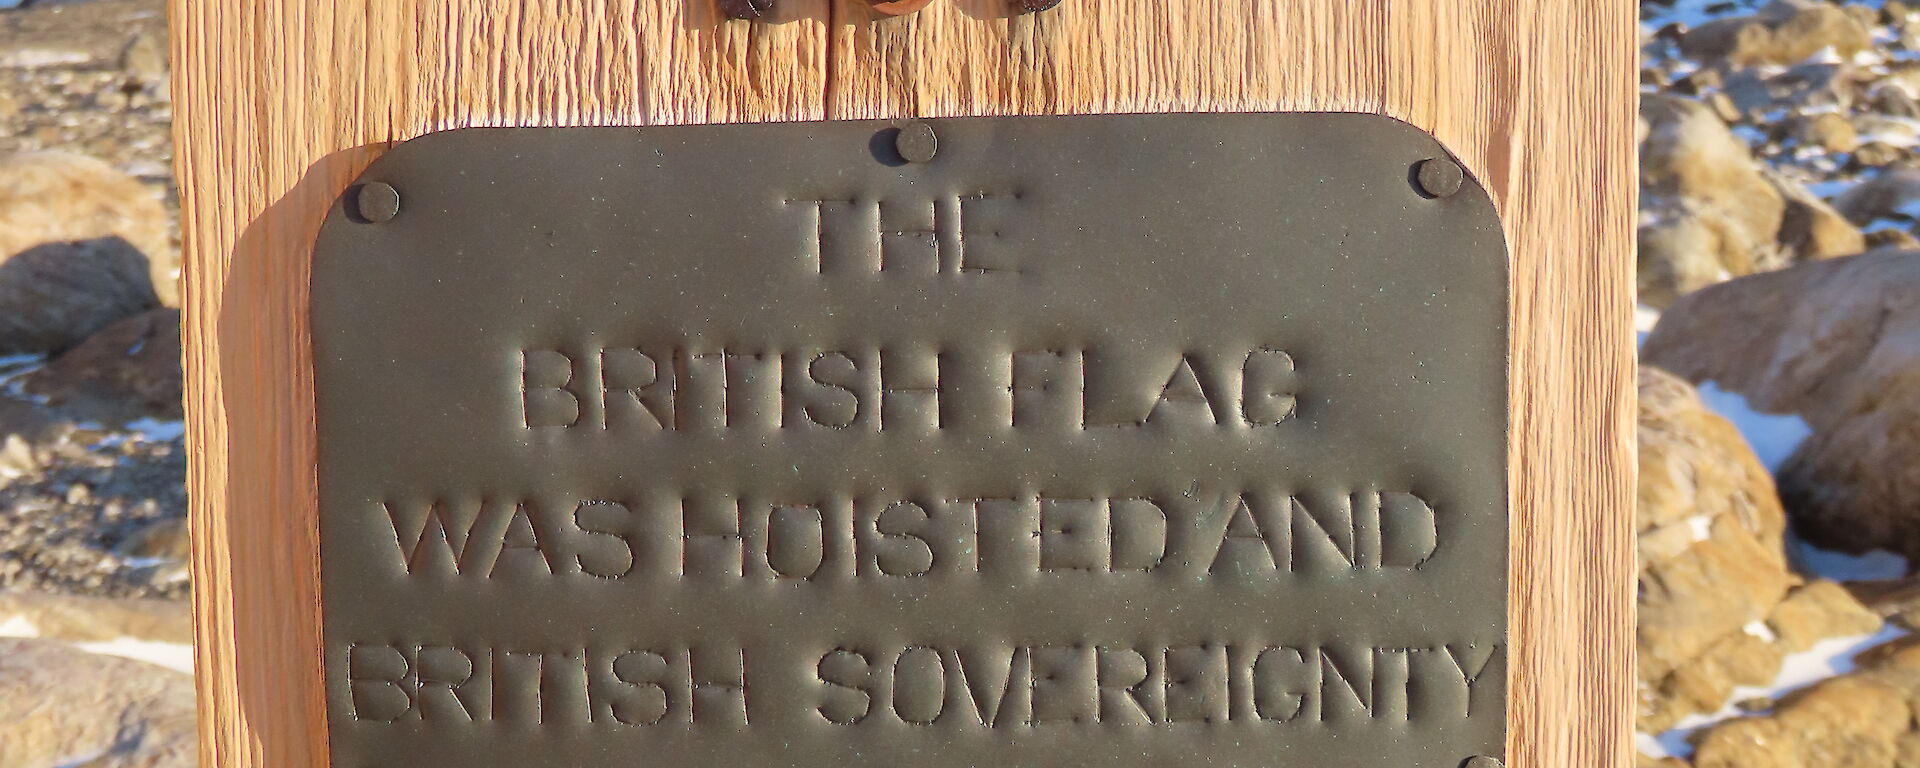 THE
BRITISH FLAG
WAS HOISTED AND
BRITISH SOVEREIGNTY